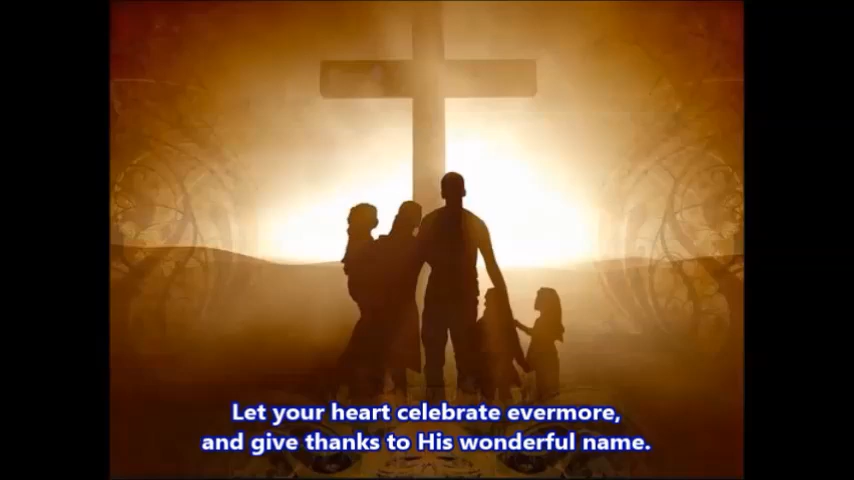 Let your heart celebrate evermore,
and give thanks to His wonderful name.